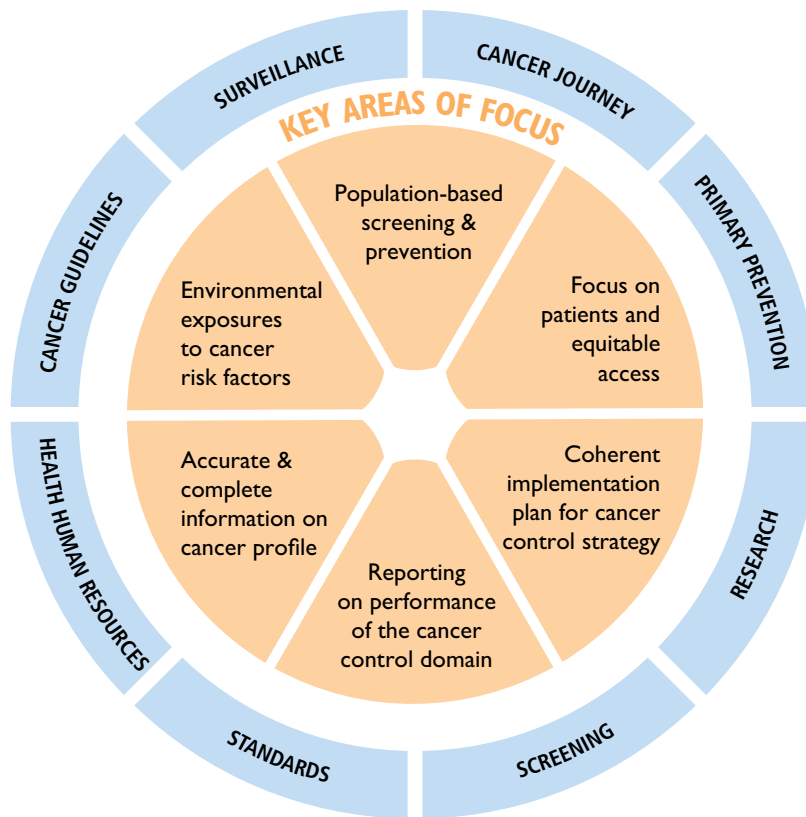 SURVEILLANCE
CANCER JOURNEY
PRIMARY PREVENTION
RESEARCH
SCREENING
STANDARDS
HEALTH HUMAN RESOURCES
CANCER GUIDELINES
KEY AREAS OF FOCUS
Population-based
screening &
prevention
Focus on
patients and
equitable
access
Coherent
implementation
plan for cancer
control strategy
Reporting
on performance
of the cancer
control domain
Accurate &
complete
information on
cancer profile
Environmental
exposures
to cancer
risk factors